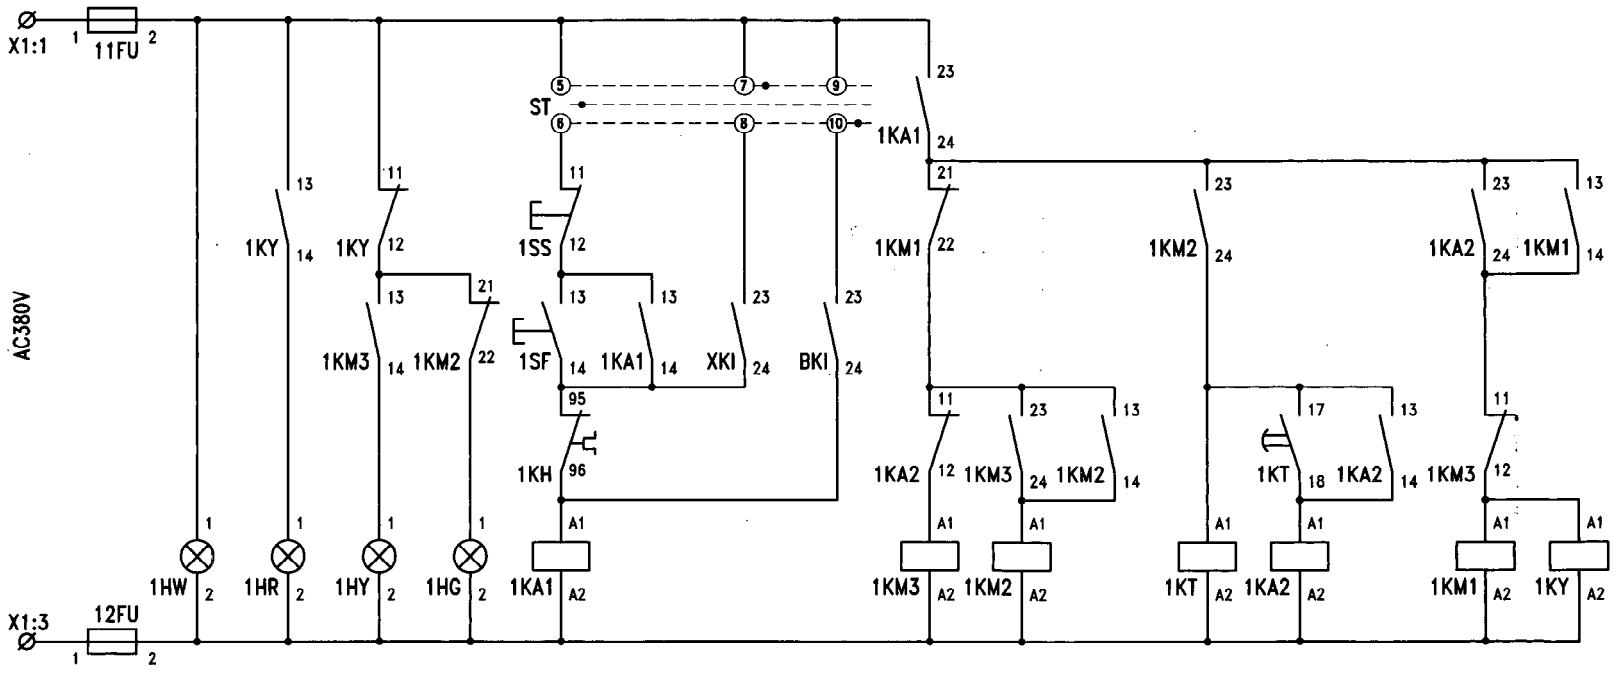 X1:1
1
11FU
2
5
7
9
ST
6
8
10
23
1KA1
24
13
11
11
21
23
23
13
1KY
14
1KY
12
1SS
12
1KM1
22
1KM2
24
1KA2
24
1KM1
14
AC380V
13
21
13
13
23
23
1KM3
14
1KM2
22
1SF
14
1KA1
14
XKI
24
BKI
24
95
11
23
13
17
13
11
1KH
96
1KA2
12
1KM3
24
1KM2
14
1KT
18
1KA2
14
1KM3
12
1
1
1
1
A1
A1
A1
A1
A1
A1
A1
1HW
2
1HR
2
1HY
2
1HG
2
1KA1
A2
1KM3
A2
1KM2
A2
1KT
A2
1KA2
A2
1KM1
A2
1KY
A2
X1:3
1
12FU
2